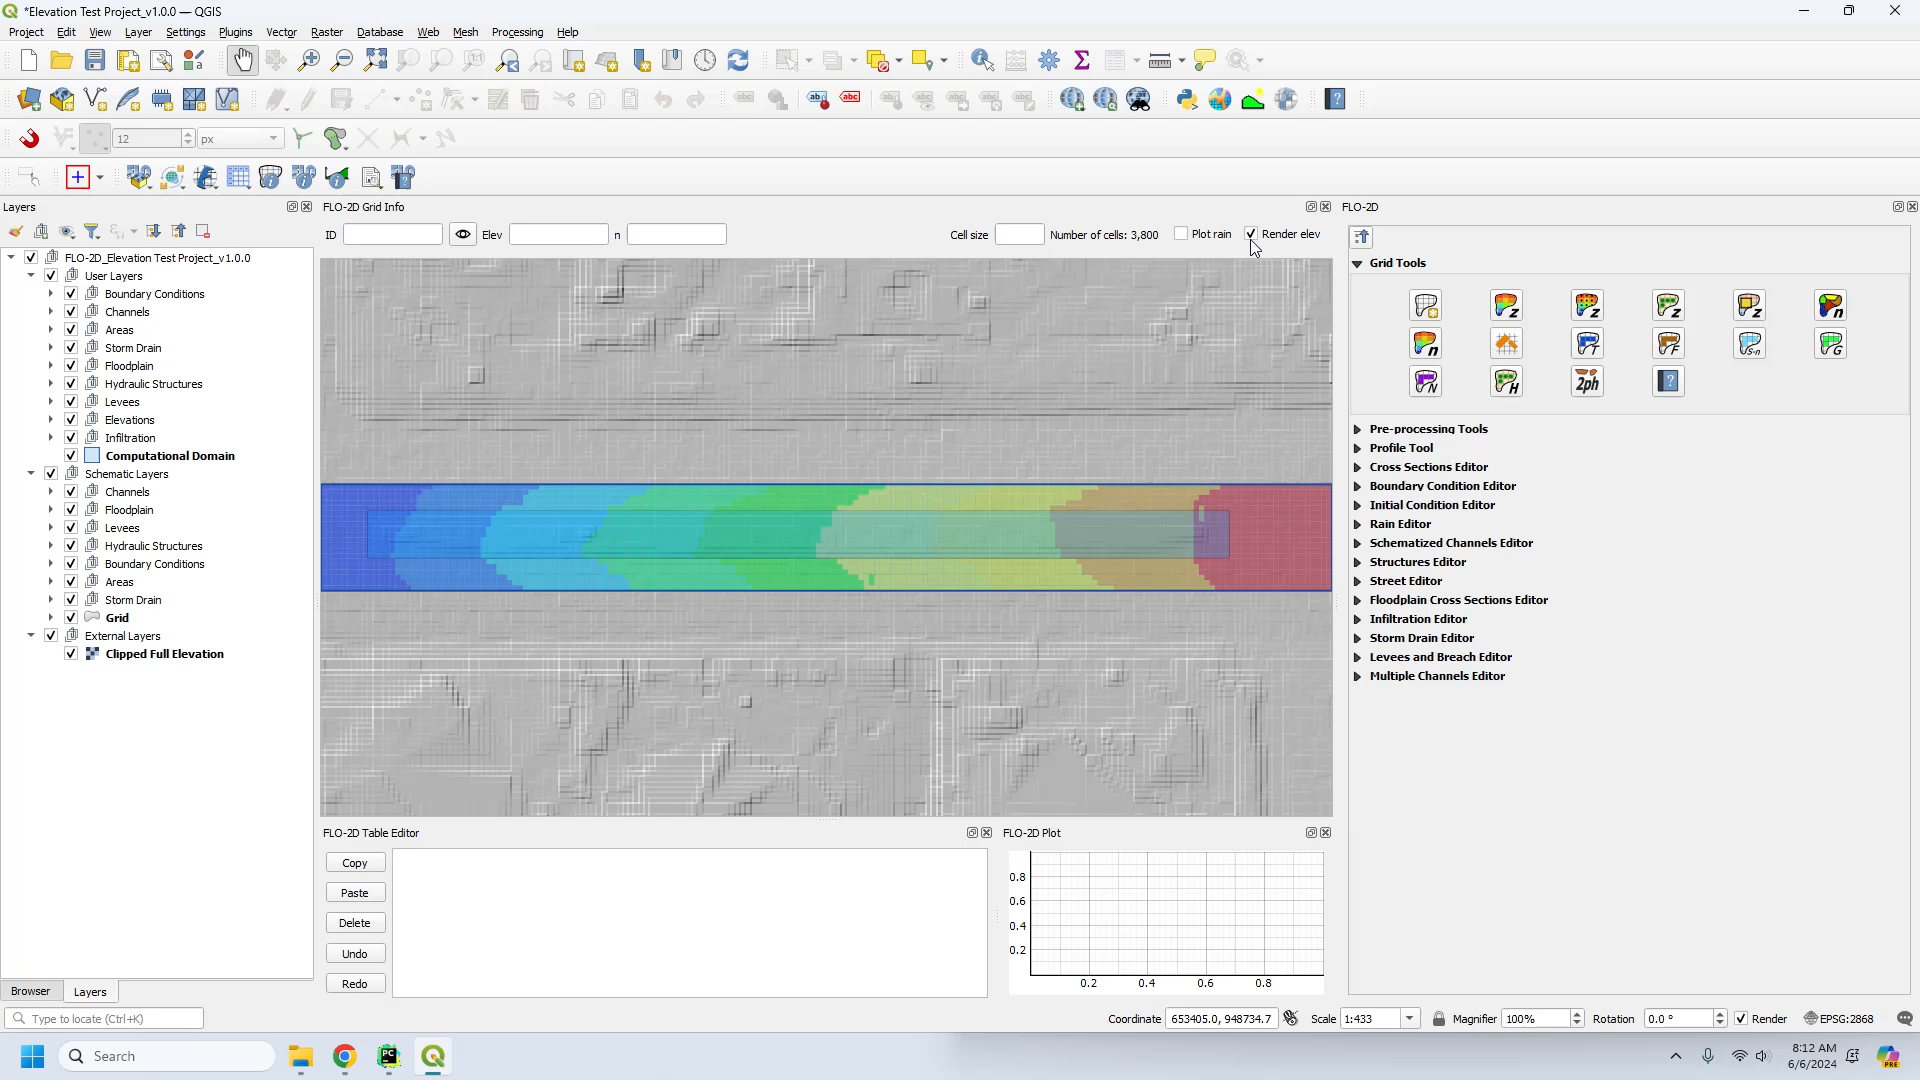 *Elevation Test Project_v1.0.0 — QGIS
Project Edit View Layer Settings Plugins Vector Raster Database Web Mesh Processing Help
12 px
Layers
FLO-2D_Elevation Test Project_v1.0.0
User Layers
Boundary Conditions
Channels
Areas
Storm Drain
Floodplain
Hydraulic Structures
Levees
Elevations
Infiltration
Computational Domain
Schematic Layers
Channels
Floodplain
Levees
Hydraulic Structures
Boundary Conditions
Areas
Storm Drain
Grid
External Layers
Clipped Full Elevation
Browser Layers
Type to locate (Ctrl+K)
FLO-2D Grid Info
ID Elev n Cell size Number of cells: 3,800 Plot rain Render elev
FLO-2D Table Editor
Copy
Paste
Delete
Undo
Redo
FLO-2D Plot
0.8
0.6
0.4
0.2
0.2 0.4 0.6 0.8
FLO-2D
Grid Tools
Pre-processing Tools
Profile Tool
Cross Sections Editor
Boundary Condition Editor
Initial Condition Editor
Rain Editor
Schematized Channels Editor
Structures Editor
Street Editor
Floodplain Cross Sections Editor
Infiltration Editor
Storm Drain Editor
Levees and Breach Editor
Multiple Channels Editor
Coordinate 653405.0, 948734.7 Scale 1:433 Magnifier 100% Rotation 0.0 ° Render EPSG:2868
Search
8:12 AM
6/6/2024